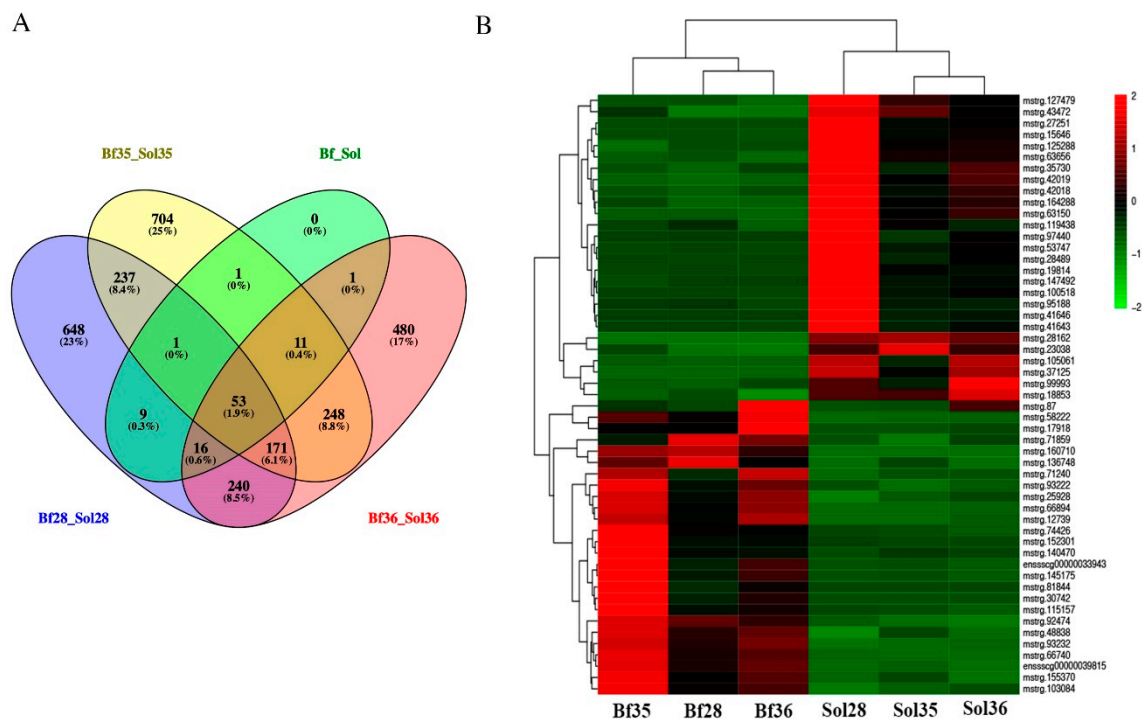 A
Bf35_Sol35
Bf_Sol
704
(25%)
0
(0%)
237
(8.4%)
1
(0%)
1
(0%)
648
(23%)
1
(0%)
11
(0.4%)
480
(17%)
9
(0.3%)
53
(1.9%)
248
(8.8%)
16
(0.6%)
171
(6.1%)
240
(8.5%)
Bf28_Sol28
Bf36_Sol36
B
mstrg.127479
mstrg.43472
mstrg.27251
mstrg.15646
mstrg.125288
mstrg.63656
mstrg.35730
mstrg.42019
mstrg.42018
mstrg.164288
mstrg.63150
mstrg.119438
mstrg.97440
mstrg.53747
mstrg.28489
mstrg.19814
mstrg.147492
mstrg.100518
mstrg.95188
mstrg.41646
mstrg.41643
mstrg.28162
mstrg.23038
mstrg.105061
mstrg.37125
mstrg.99993
mstrg.18853
mstrg.87
mstrg.58222
mstrg.17918
mstrg.71859
mstrg.160710
mstrg.136748
mstrg.71240
mstrg.93222
mstrg.25928
mstrg.66894
mstrg.12739
mstrg.74426
mstrg.152301
mstrg.140470
enssscg00000033943
mstrg.145175
mstrg.81844
mstrg.30742
mstrg.115157
mstrg.92474
mstrg.48838
mstrg.93232
mstrg.66740
enssscg00000039815
mstrg.155370
mstrg.103084
2
1
0
−1
−2
Bf35 Bf28 Bf36 Sol28 Sol35 Sol36